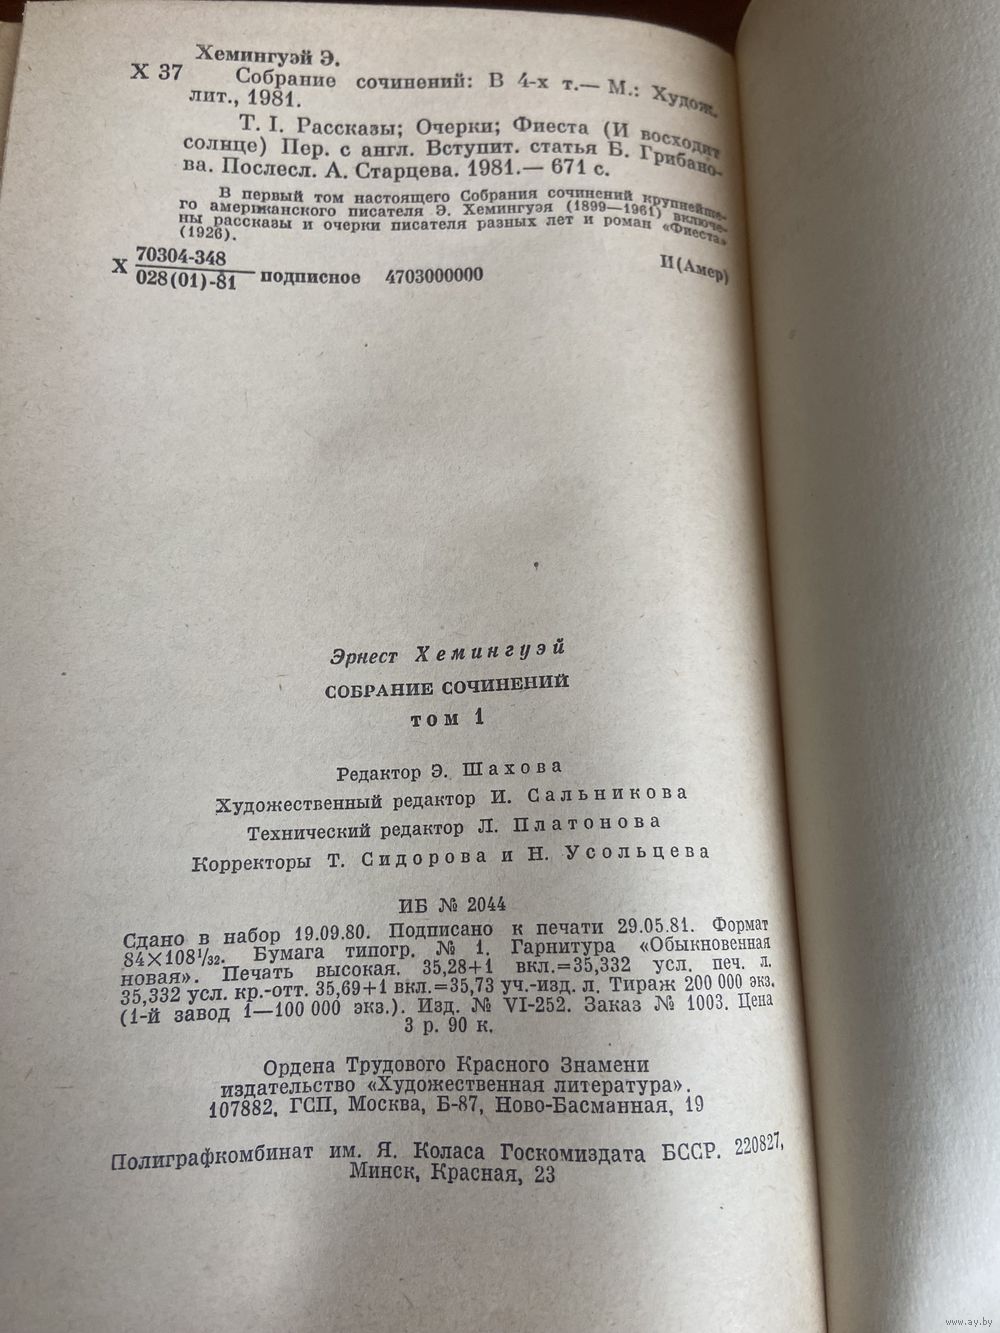 Хемингуэй Э.
Х 37
Собрание сочинений: В 4-х т.— М.: Худож.
лит., 1981.
Т. I. Рассказы; Очерки; Фиеста (И восходит
солнце) Пер. с англ. Вступит. статья Б. Грибано-
ва. Послесл. А. Старцева. 1981.— 671 с.
В первый том настоящего Собрания сочинений крупнейше-
го американского писателя Э. Хемингуэя (1899—1961) включе-
ны рассказы и очерки писателя разных лет и роман «Фиеста»
(1926).
Х 70304-348
028(01)-81 подписное 4703000000
И(Амер)
Эрнест Хемингуэй
СОБРАНИЕ СОЧИНЕНИЙ
том 1
Редактор Э. Шахова
Художественный редактор И. Сальникова
Технический редактор Л. Платонова
Корректоры Т. Сидорова и Н. Усольцева
ИБ № 2044
Сдано в набор 19.09.80. Подписано к печати 29.05.81. Формат
84×108 1/32. Бумага типогр. № 1. Гарнитура «Обыкновенная
новая». Печать высокая. 35,28+1 вкл.=35,332 усл. печ. л.
35,332 усл. кр.-отт. 35,69+1 вкл.=35,73 уч.-изд. л. Тираж 200 000 экз.
(1-й завод 1—100 000 экз.). Изд. № VI-252. Заказ № 1003. Цена
3 р. 90 к.
Ордена Трудового Красного Знамени
издательство «Художественная литература».
107882, ГСП, Москва, Б-87, Ново-Басманная, 19
Полиграфкомбинат им. Я. Коласа Госкомиздата БССР. 220827,
Минск, Красная, 23
www.ay.by